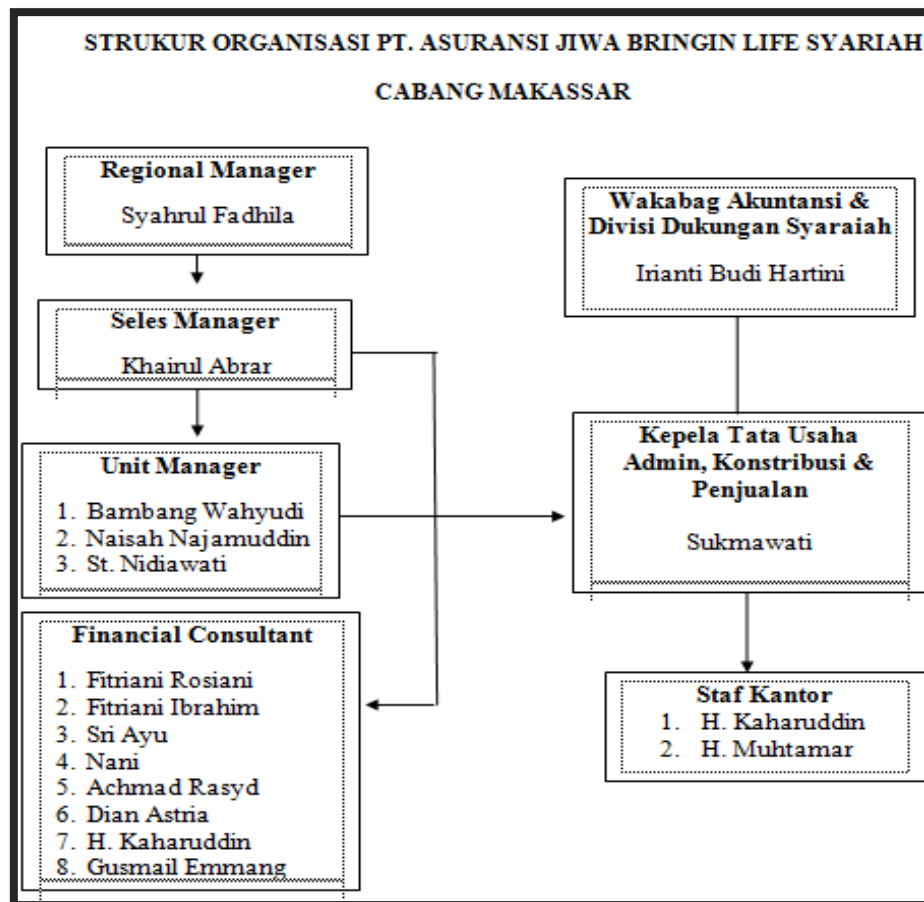 STRUKUR ORGANISASI PT. ASURANSI JIWA BRINGIN LIFE SYARIAH
CABANG MAKASSAR
Regional Manager
Syahrul Fadhila
Wakabag Akuntansi &
Divisi Dukungan Syaraiah
Irianti Budi Hartini
Seles Manager
Khairul Abrar
Unit Manager
1. Bambang Wahyudi
2. Naisah Najamuddin
3. St. Nidiawati
Kepela Tata Usaha
Admin, Konstribusi &
Penjualan
Sukmawati
Financial Consultant
1. Fitriani Rosiani
2. Fitriani Ibrahim
3. Sri Ayu
4. Nani
5. Achmad Rasyd
6. Dian Astria
7. H. Kaharuddin
8. Gusmail Emmang
Staf Kantor
1. H. Kaharuddin
2. H. Muhtamar